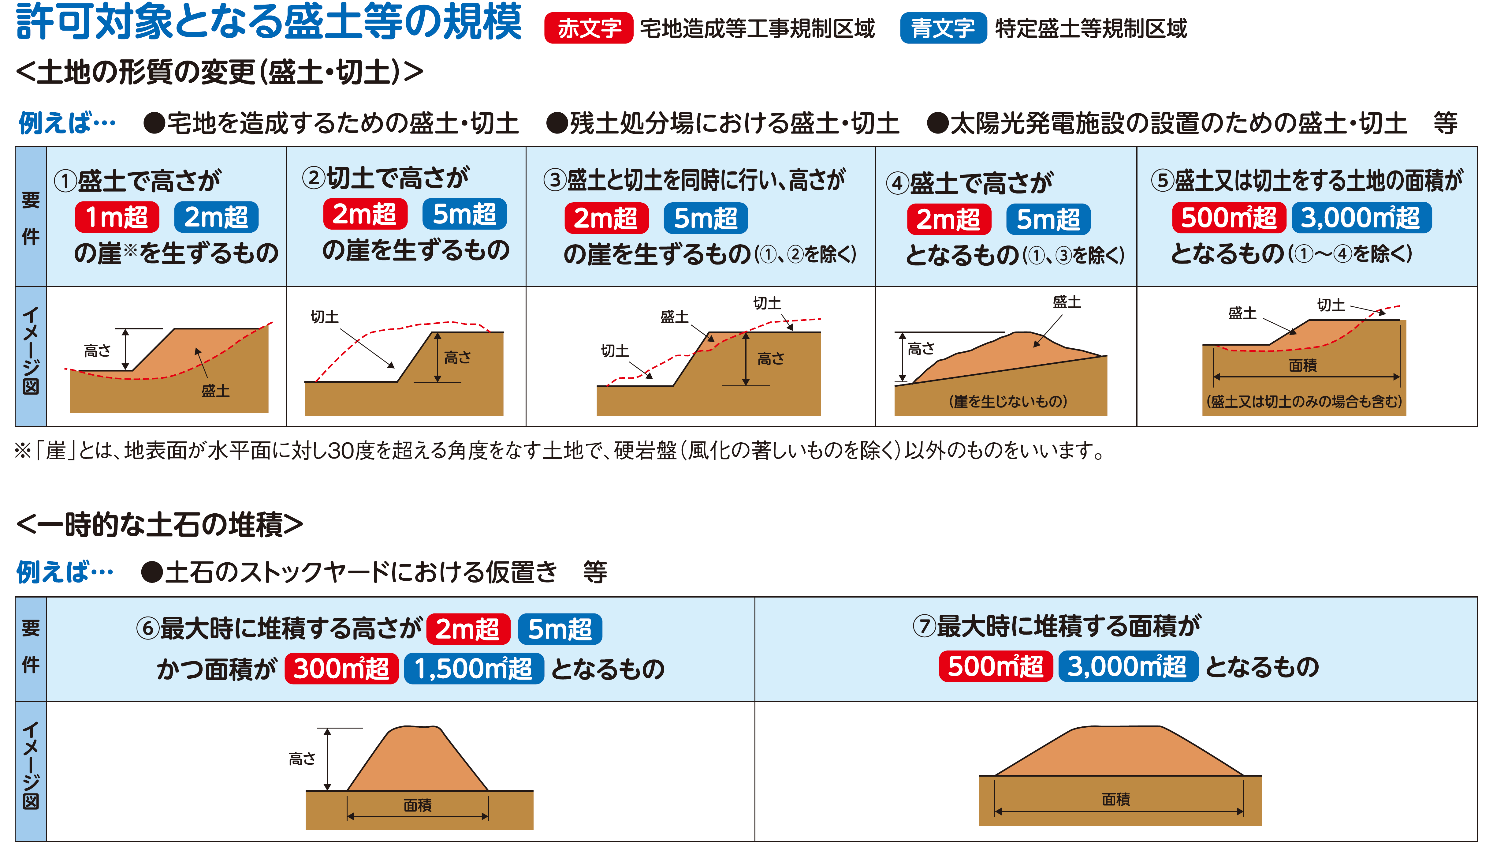 許可対象となる盛土等の規模 赤文字 宅地造成等工事規制区域 青文字 特定盛土等規制区域
＜土地の形質の変更（盛土・切土）＞
例えば… ●宅地を造成するための盛土・切土 ●残土処分場における盛土・切土 ●太陽光発電施設の設置のための盛土・切土 等
要件
①盛土で高さが
1m超 2m超
の崖※を生ずるもの
②切土で高さが
2m超 5m超
の崖を生ずるもの
③盛土と切土を同時に行い、高さが
2m超 5m超
の崖を生ずるもの（①、②を除く）
④盛土で高さが
2m超 5m超
となるもの（①、③を除く）
⑤盛土又は切土をする土地の面積が
500㎡超 3,000㎡超
となるもの（①～④を除く）
イメージ図
高さ
盛土
切土
高さ
切土
盛土
切土
高さ
盛土
高さ
（崖を生じないもの）
切土
盛土
面積
（盛土又は切土のみの場合も含む）
※「崖」とは、地表面が水平面に対し30度を超える角度をなす土地で、硬岩盤（風化の著しいものを除く）以外のものをいいます。
＜一時的な土石の堆積＞
例えば… ●土石のストックヤードにおける仮置き 等
要件
⑥最大時に堆積する高さが 2m超 5m超
かつ面積が 300㎡超 1,500㎡超 となるもの
⑦最大時に堆積する面積が
500㎡超 3,000㎡超 となるもの
イメージ図
高さ
面積
面積